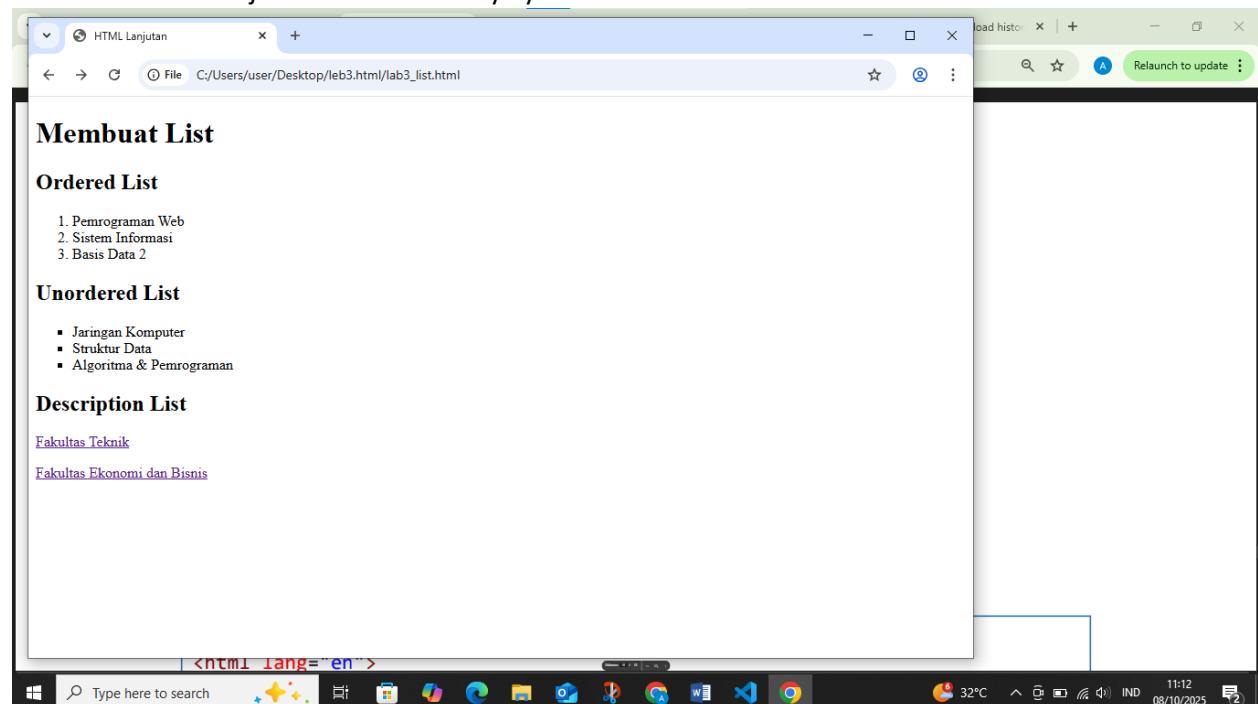 HTML Lanjutan
load histor
File C:/Users/user/Desktop/leb3.html/lab3_list.html
A
Relaunch to update
Membuat List
Ordered List
1. Pemrograman Web
2. Sistem Informasi
3. Basis Data 2
Unordered List
▪ Jaringan Komputer
▪ Struktur Data
▪ Algoritma & Pemrograman
Description List
Fakultas Teknik
Fakultas Ekonomi dan Bisnis
<html lang="en">
Type here to search
32°C
IND
11:12
08/10/2025
2